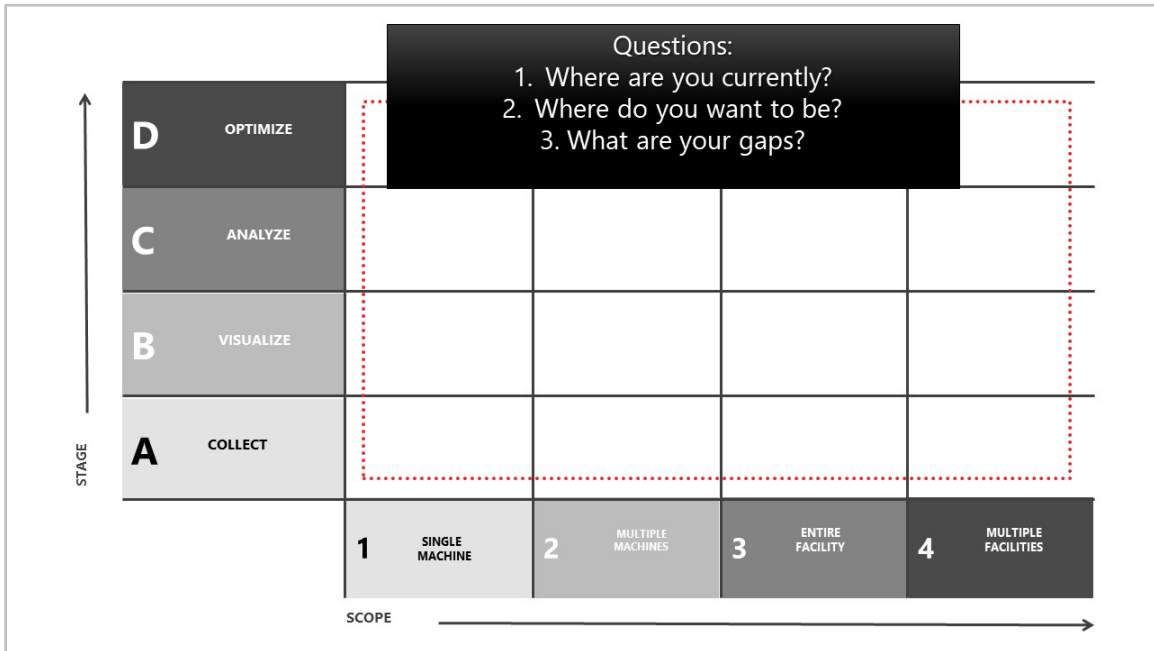 Questions:
1. Where are you currently?
2. Where do you want to be?
3. What are your gaps?
D OPTIMIZE
C ANALYZE
B VISUALIZE
A COLLECT
STAGE
1 SINGLE
MACHINE
2 MULTIPLE
MACHINES
3 ENTIRE
FACILITY
4 MULTIPLE
FACILITIES
SCOPE